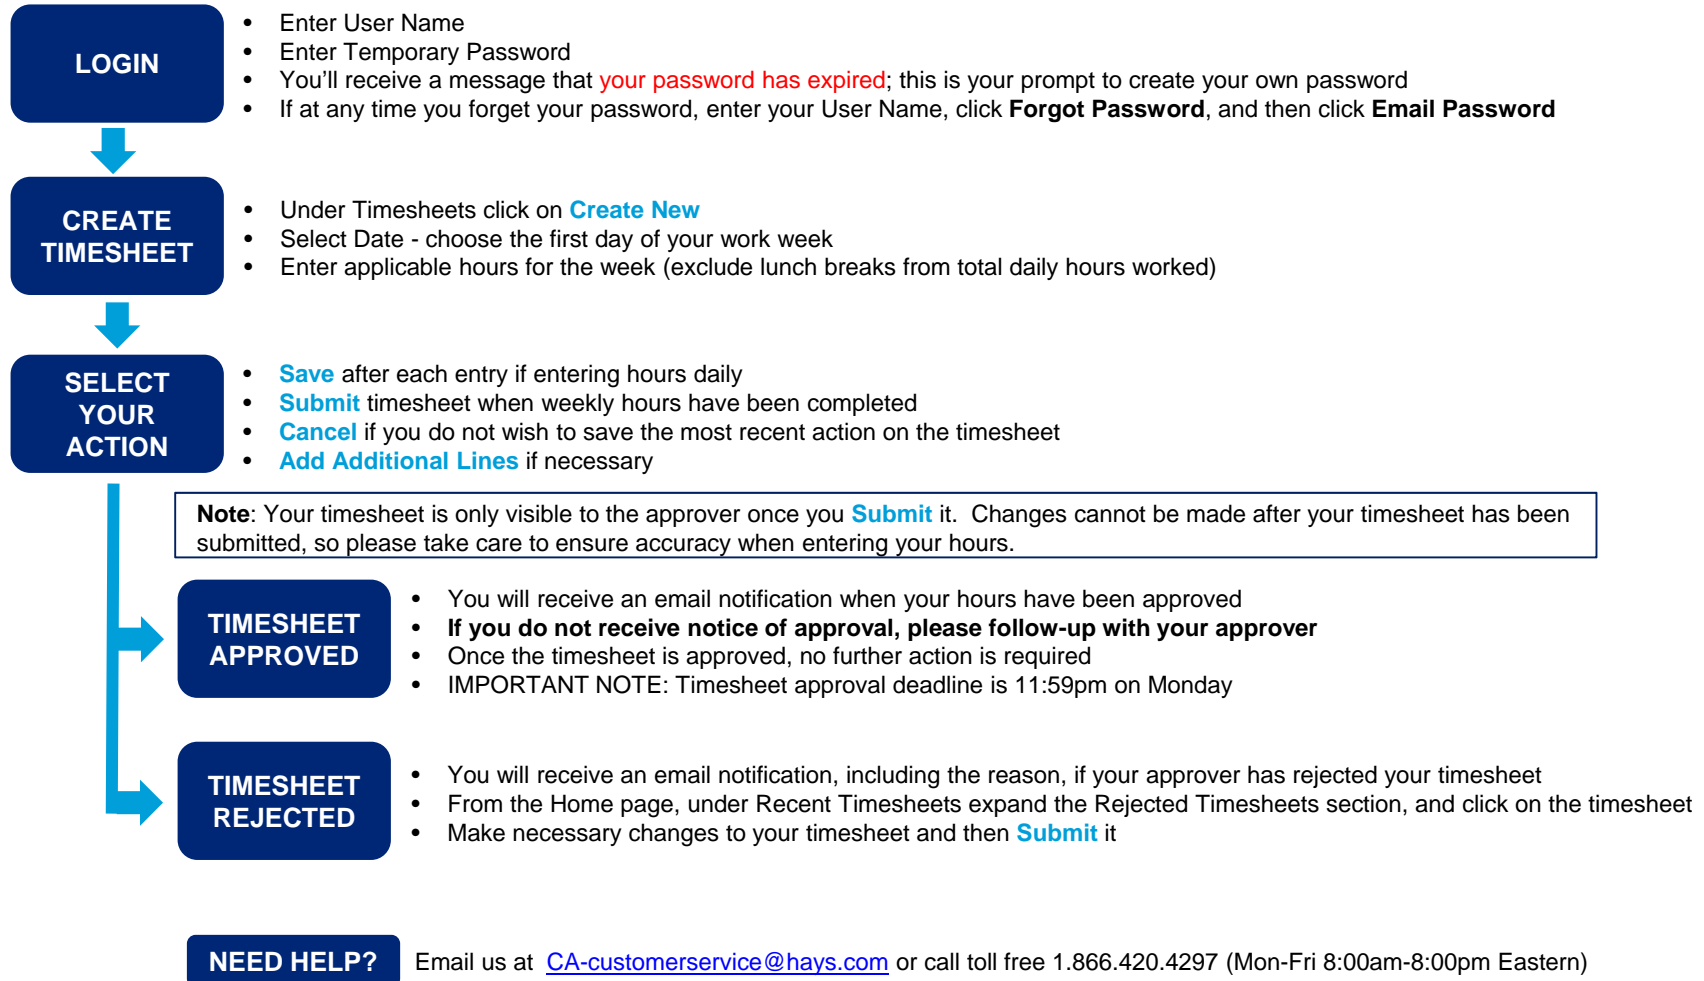 LOGIN
• Enter User Name
• Enter Temporary Password
• You’ll receive a message that your password has expired; this is your prompt to create your own password
• If at any time you forget your password, enter your User Name, click Forgot Password, and then click Email Password
CREATE
TIMESHEET
• Under Timesheets click on Create New
• Select Date - choose the first day of your work week
• Enter applicable hours for the week (exclude lunch breaks from total daily hours worked)
SELECT
YOUR
ACTION
• Save after each entry if entering hours daily
• Submit timesheet when weekly hours have been completed
• Cancel if you do not wish to save the most recent action on the timesheet
• Add Additional Lines if necessary
Note: Your timesheet is only visible to the approver once you Submit it.  Changes cannot be made after your timesheet has been
submitted, so please take care to ensure accuracy when entering your hours.
TIMESHEET
APPROVED
• You will receive an email notification when your hours have been approved
• If you do not receive notice of approval, please follow-up with your approver
• Once the timesheet is approved, no further action is required
• IMPORTANT NOTE: Timesheet approval deadline is 11:59pm on Monday
TIMESHEET
REJECTED
• You will receive an email notification, including the reason, if your approver has rejected your timesheet
• From the Home page, under Recent Timesheets expand the Rejected Timesheets section, and click on the timesheet
• Make necessary changes to your timesheet and then Submit it
NEED HELP?
Email us at  CA-customerservice@hays.com or call toll free 1.866.420.4297 (Mon-Fri 8:00am-8:00pm Eastern)